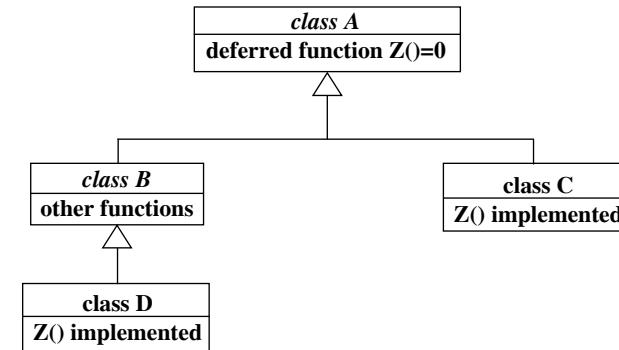 class A
deferred function Z()=0
class B
other functions
class C
Z() implemented
class D
Z() implemented